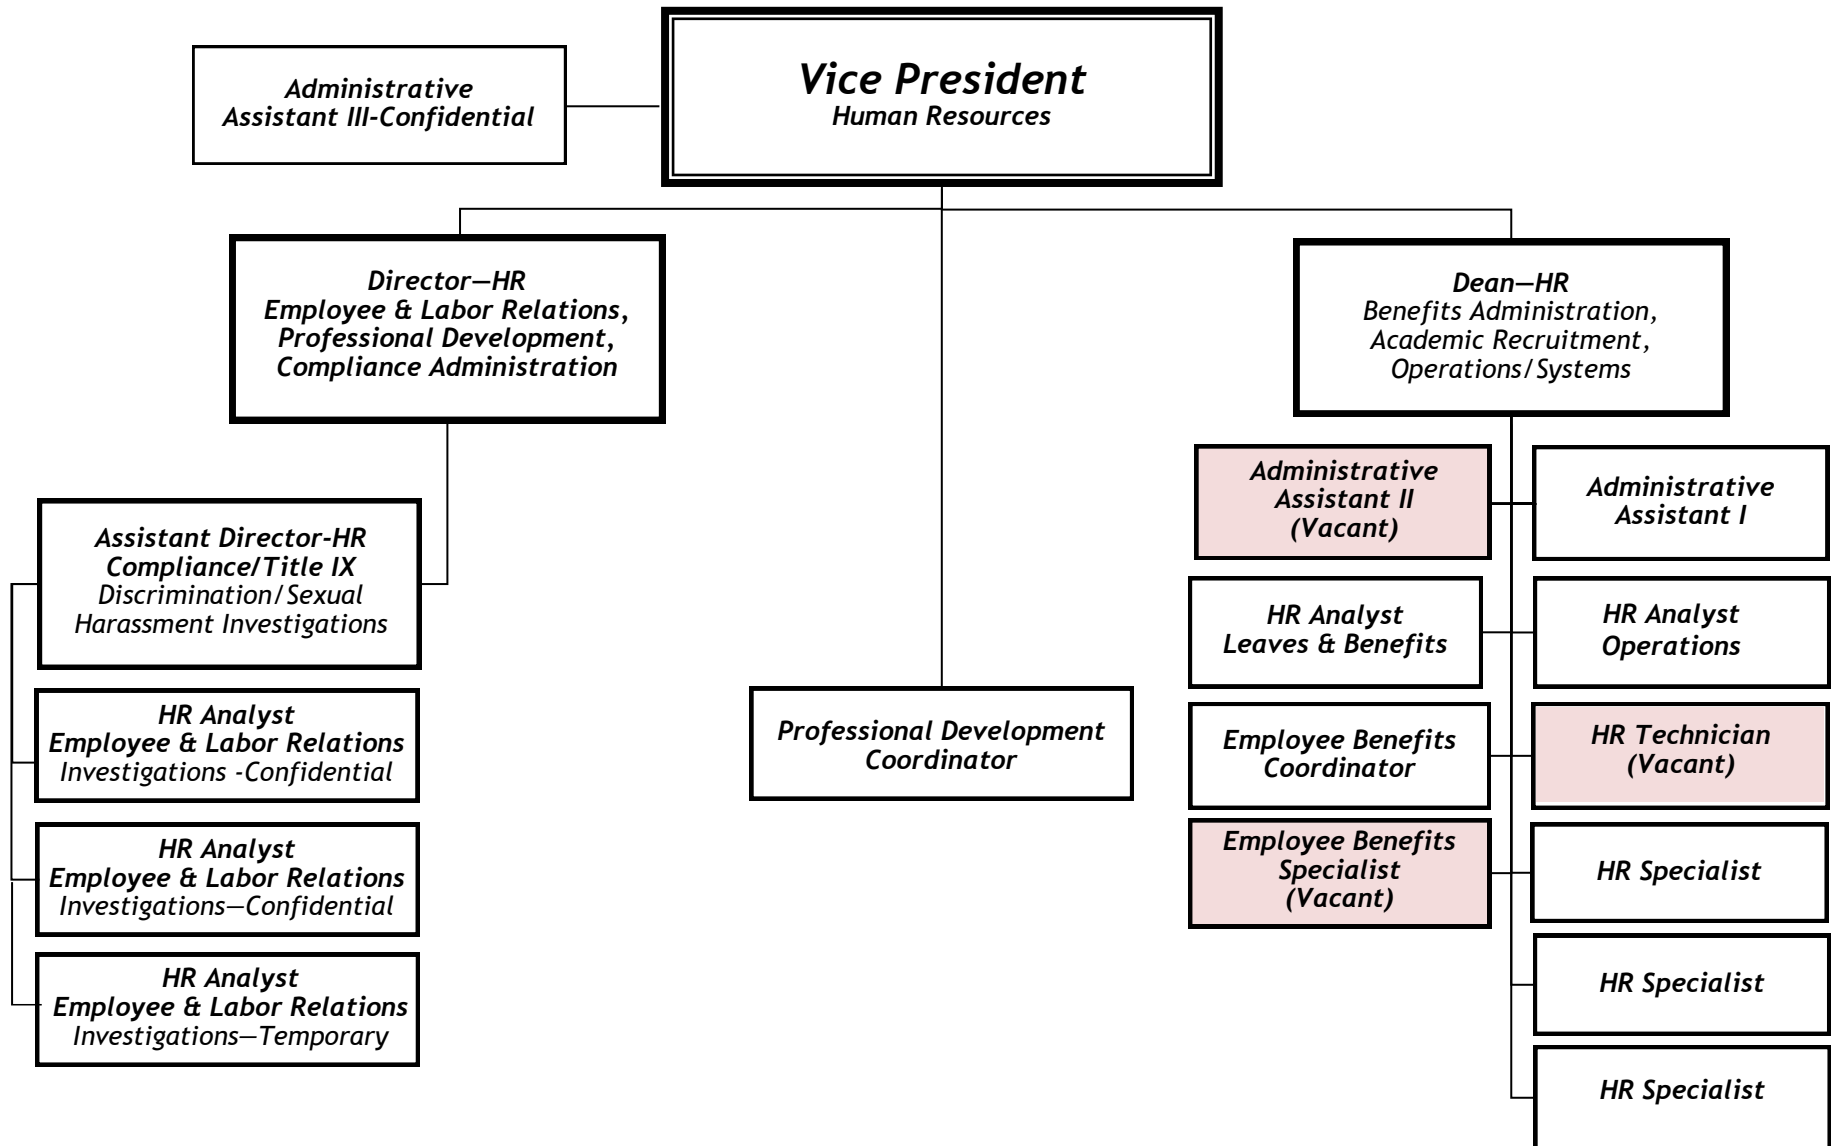 Administrative
Assistant III-Confidential
Vice President
Human Resources
Director—HR
Employee & Labor Relations,
Professional Development,
Compliance Administration
Dean—HR
Benefits Administration,
Academic Recruitment,
Operations/Systems
Assistant Director-HR
Compliance/Title IX
Discrimination/Sexual
Harassment Investigations
HR Analyst
Employee & Labor Relations
Investigations -Confidential
HR Analyst
Employee & Labor Relations
Investigations—Confidential
HR Analyst
Employee & Labor Relations
Investigations—Temporary
Professional Development
Coordinator
Administrative
Assistant II
(Vacant)
Administrative
Assistant I
HR Analyst
Leaves & Benefits
HR Analyst
Operations
Employee Benefits
Coordinator
HR Technician
(Vacant)
Employee Benefits
Specialist
(Vacant)
HR Specialist
HR Specialist
HR Specialist